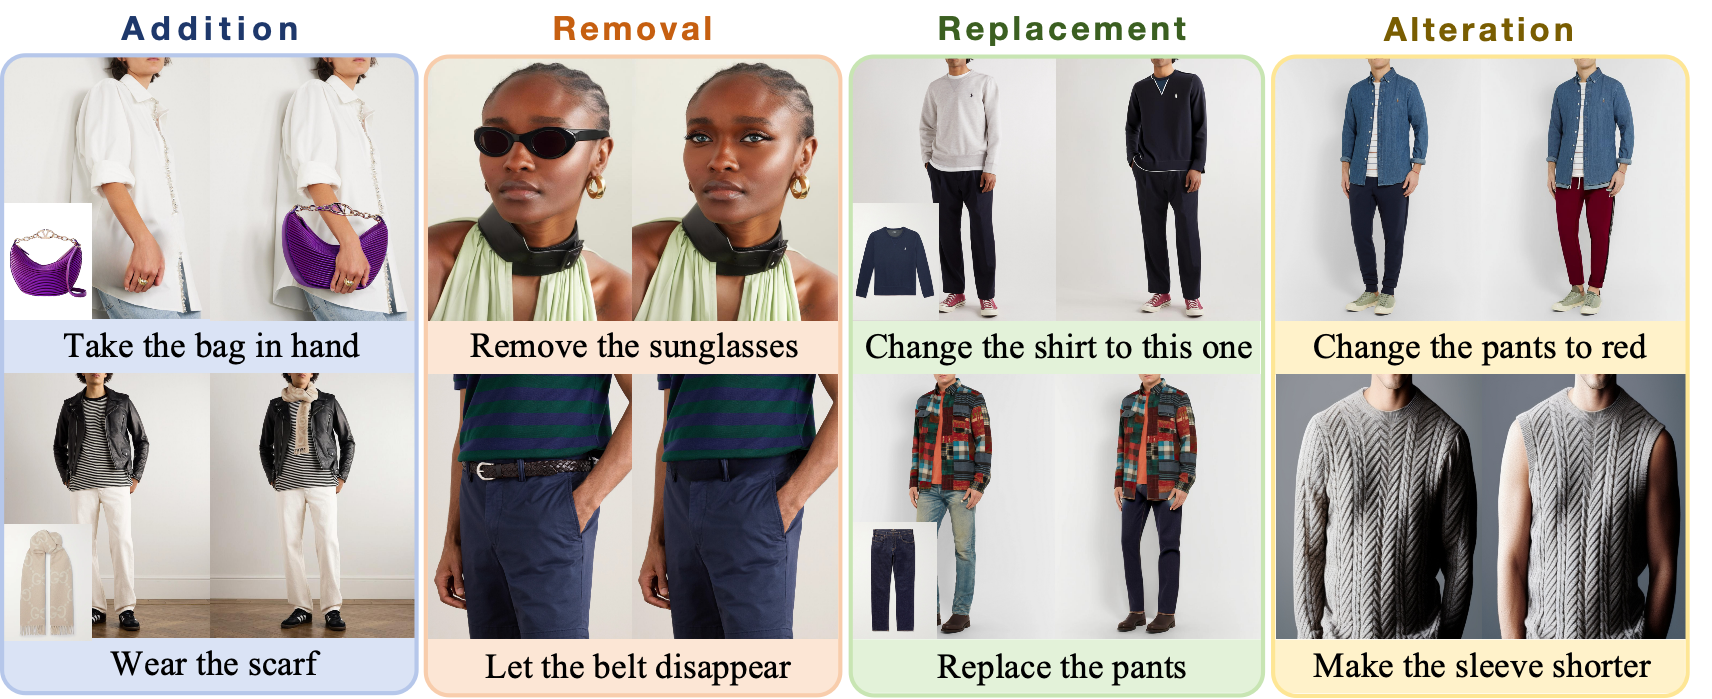 Addition
Removal
Replacement
Alteration
Take the bag in hand
Remove the sunglasses
Change the shirt to this one
Change the pants to red
Wear the scarf
Let the belt disappear
Replace the pants
Make the sleeve shorter